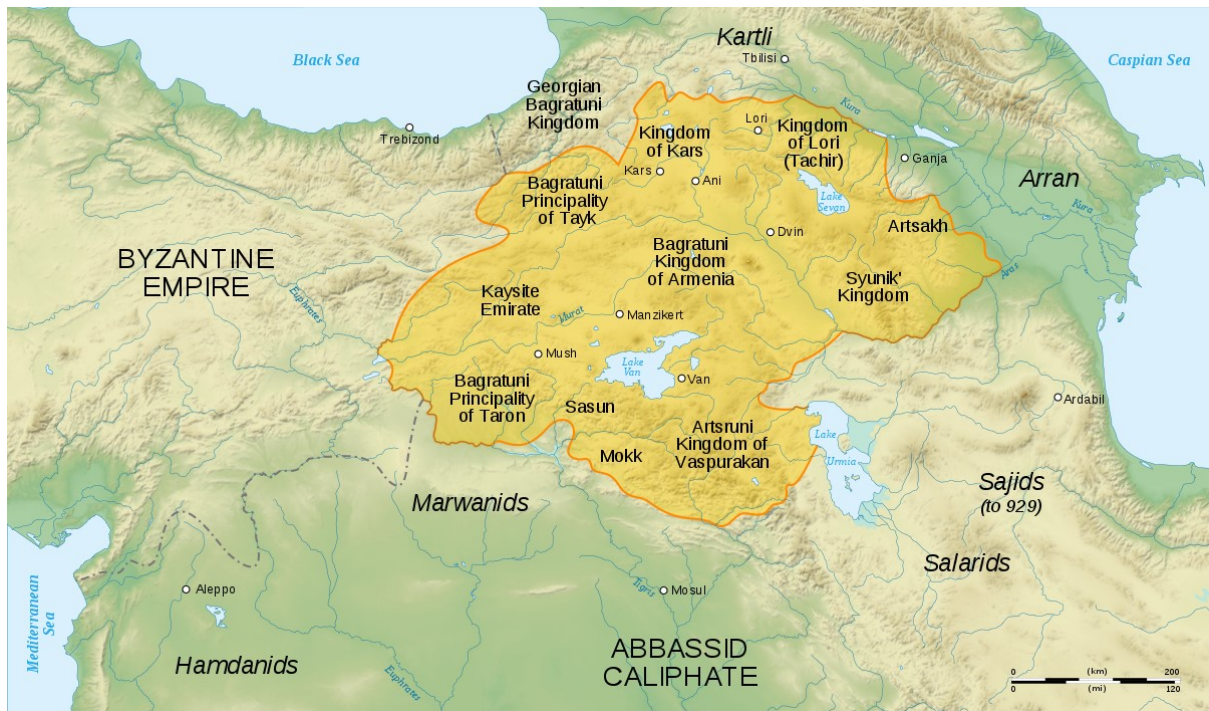 Kartli
Tbilisi
Black Sea
Caspian Sea
Georgian
Bagratuni
Kingdom
Trebizond
Kura
Lori
Kingdom
of Kars
Kingdom
of Lori
(Tachir)
Ganja
Kars
Ani
Arran
Bagratuni
Principality
of Tayk
Lake
Sevan
Kura
Artsakh
Dvin
BYZANTINE
EMPIRE
Bagratuni
Kingdom
of Armenia
Aras
Syunik'
Kingdom
Euphrates
Kaysite
Emirate
Murat
Manzikert
Mush
Lake
Van
Van
Bagratuni
Principality
of Taron
Sasun
Ardabil
Artsruni
Kingdom of
Vaspurakan
Lake
Urmia
Mokk
Marwanids
Sajids
(to 929)
Salarids
Aleppo
Tigris
Mosul
Mediterranean
Sea
Hamdanids
Euphrates
ABBASSID
CALIPHATE
0 (km) 200
0 (mi) 120